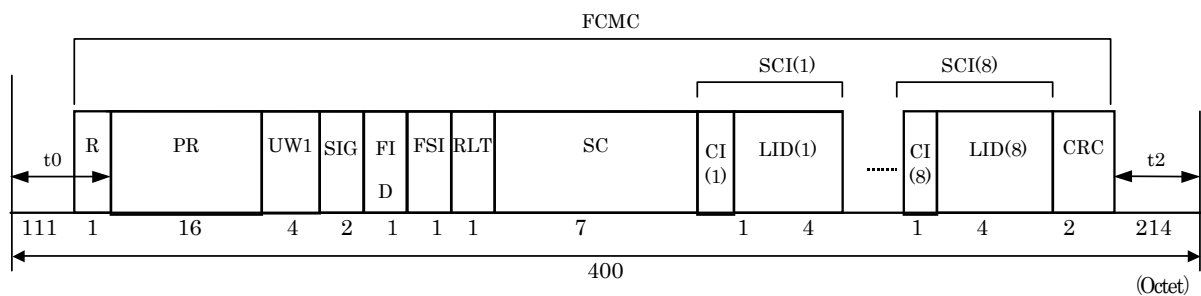 FCMC
SCI(1) SCI(8)
t0 R PR UW1 SIG FI D FSI RLT SC CI (1) LID(1) CI (8) LID(8) CRC t2
111 1 16 4 2 1 1 1 7 1 4 1 4 2 214
400
(Octet)